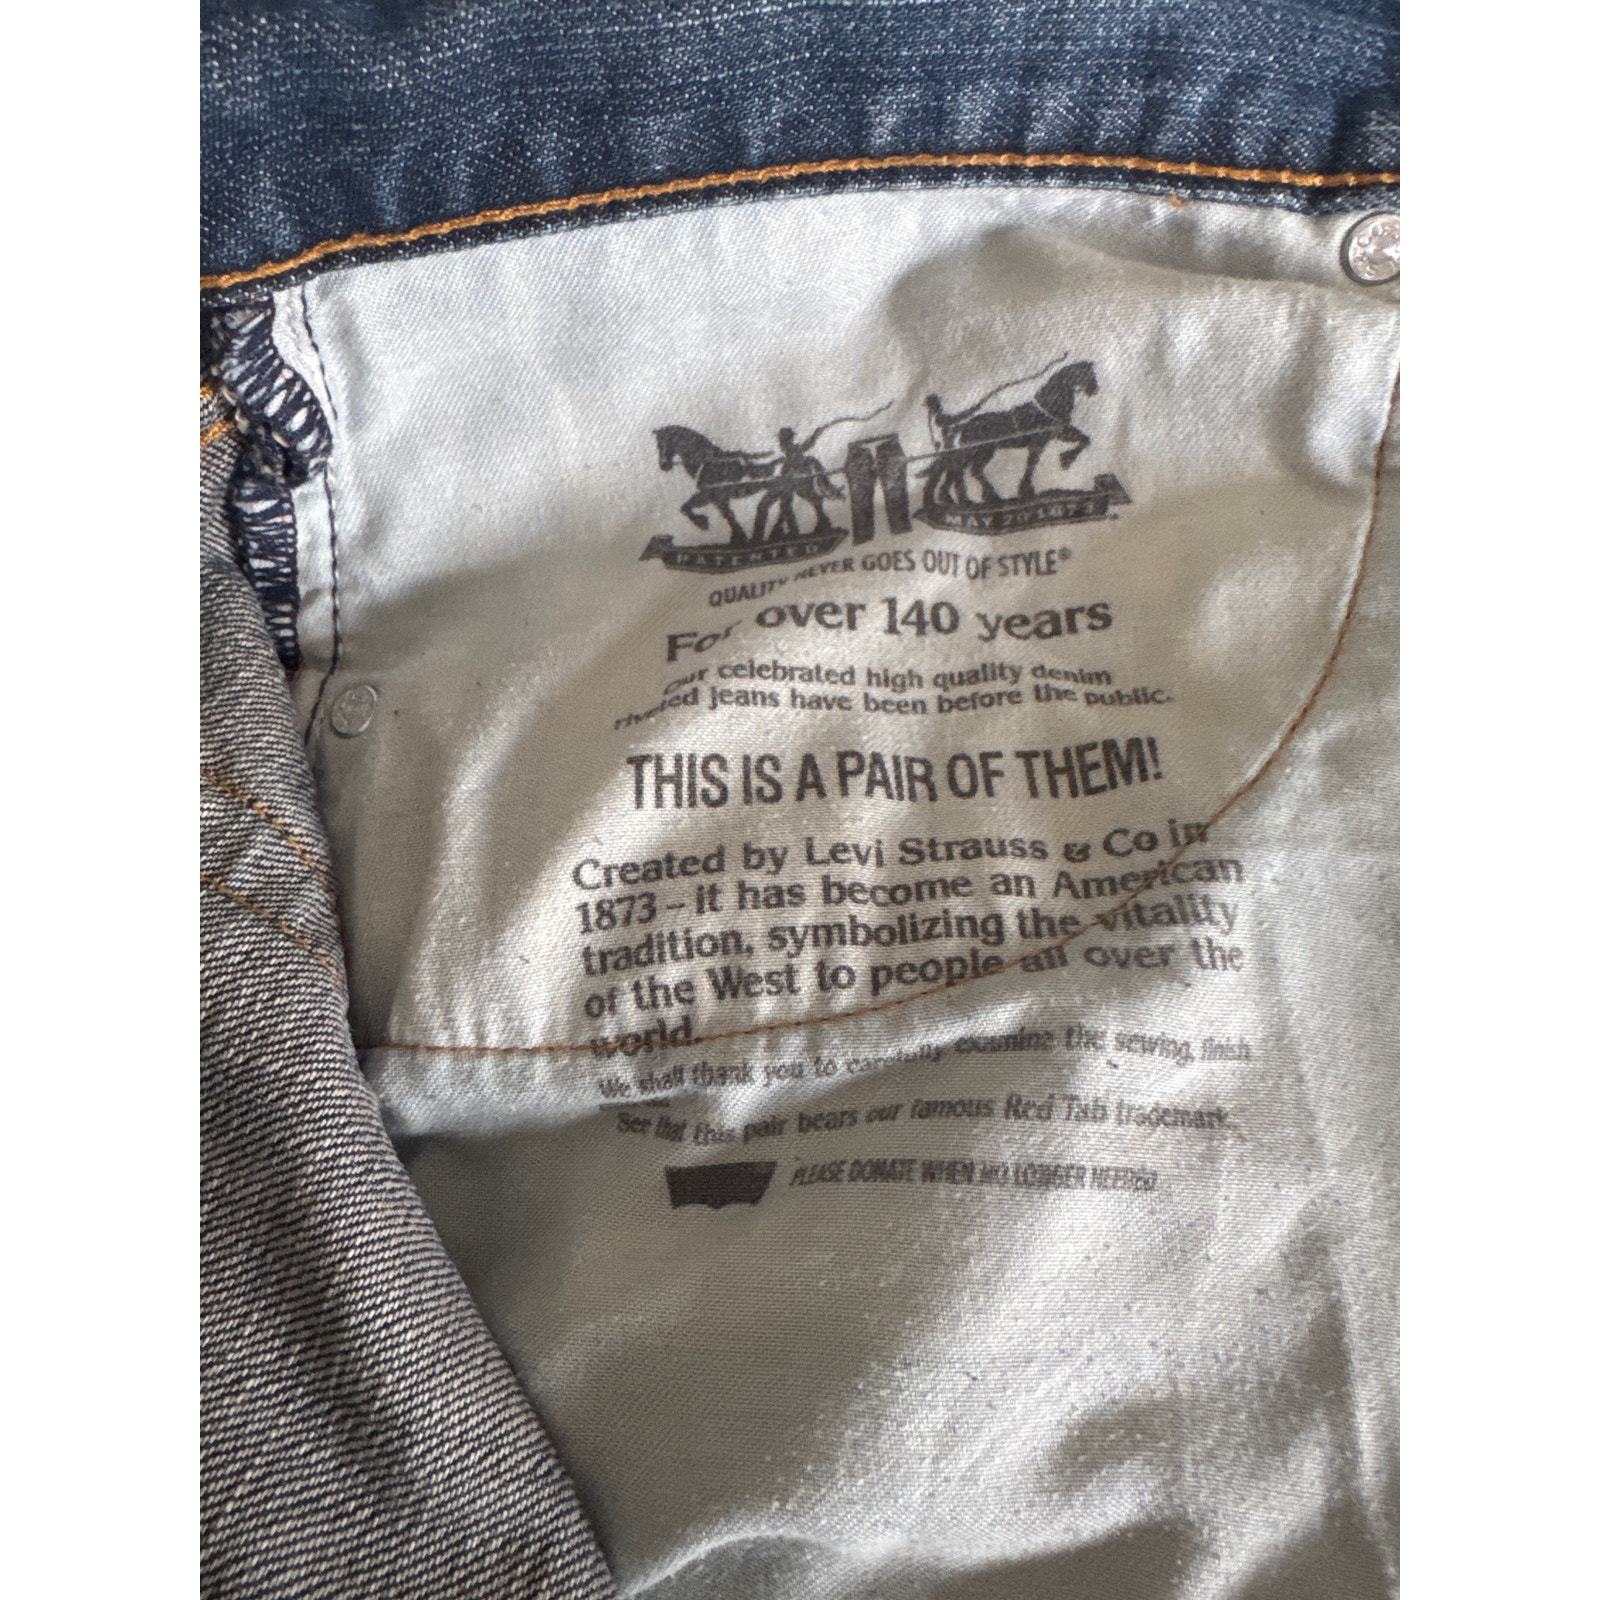 PATENTED
MAY 20 1873
QUALITY NEVER GOES OUT OF STYLE®
For over 140 years
Our celebrated high quality denim
riveted jeans have been before the public.
THIS IS A PAIR OF THEM!
Created by Levi Strauss & Co in
1873 – it has become an American
tradition, symbolizing the vitality
of the West to people all over the
world.
We shall thank you to carefully examine the sewing, finish
See that this pair bears our famous Red Tab trademark.
PLEASE DONATE WHEN NO LONGER NEEDED